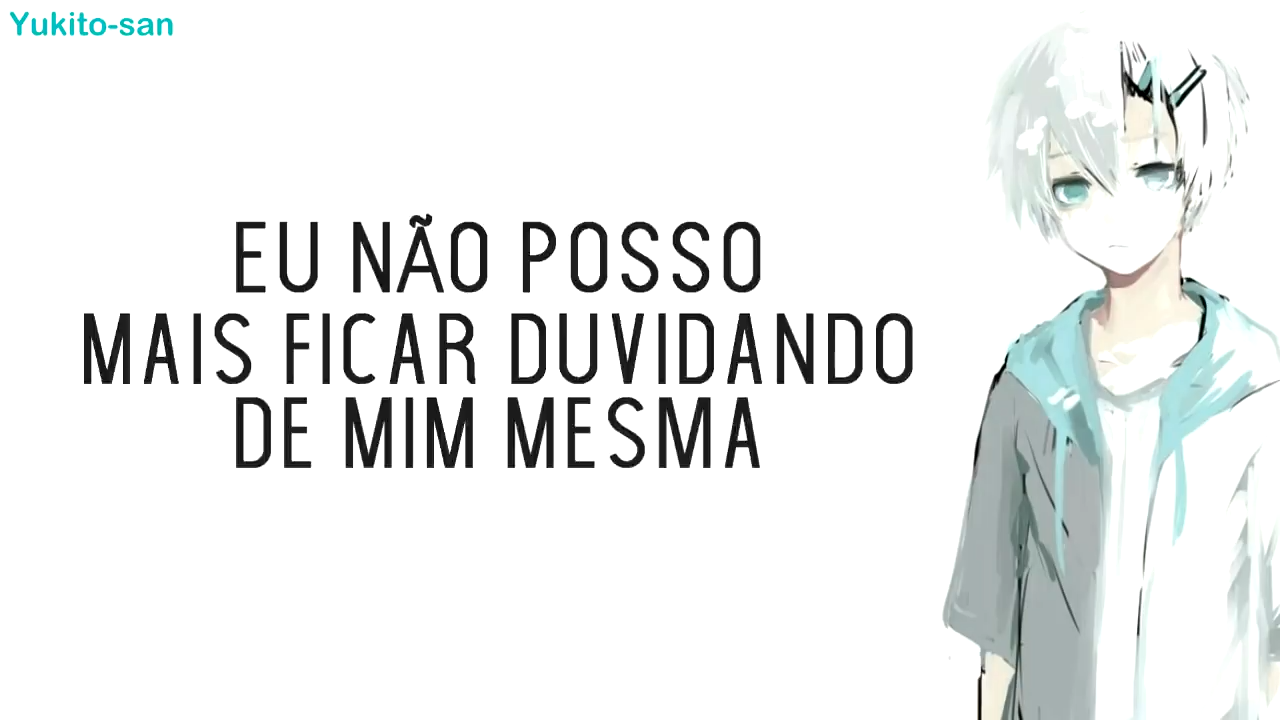 Yukito-san
EU NÃO POSSO
MAIS FICAR DUVIDANDO
DE MIM MESMA